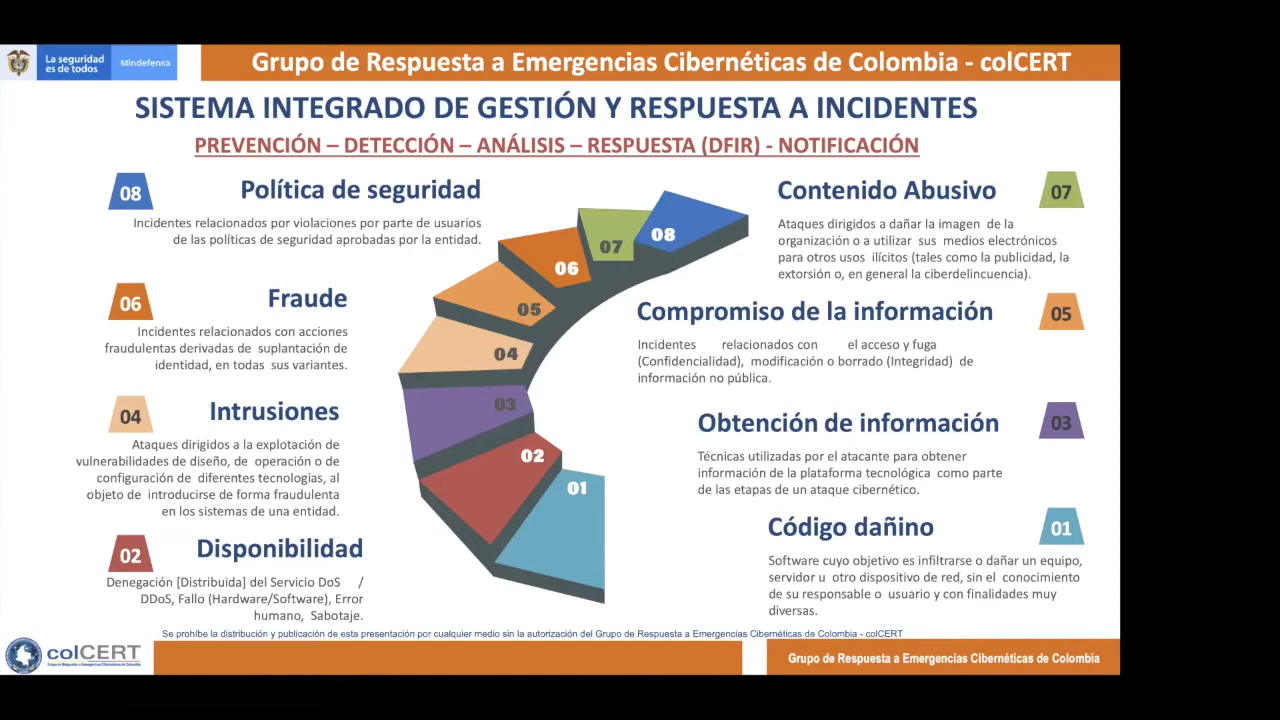 La seguridad
es de todos
Mindefensa
Grupo de Respuesta a Emergencias Cibernéticas de Colombia - colCERT
SISTEMA INTEGRADO DE GESTIÓN Y RESPUESTA A INCIDENTES
PREVENCIÓN – DETECCIÓN – ANÁLISIS – RESPUESTA (DFIR) - NOTIFICACIÓN
08
Política de seguridad
Incidentes relacionados por violaciones por parte de usuarios
de las políticas de seguridad aprobadas por la entidad.
06
Fraude
Incidentes relacionados con acciones
fraudulentas derivadas de suplantación de
identidad, en todas sus variantes.
04
Intrusiones
Ataques dirigidos a la explotación de
vulnerabilidades de diseño, de operación o de
configuración de diferentes tecnologías, al
objeto de introducirse de forma fraudulenta
en los sistemas de una entidad.
02
Disponibilidad
Denegación [Distribuida] del Servicio DoS /
DDoS, Fallo (Hardware/Software), Error
humano, Sabotaje.
08
07
06
05
04
03
02
01
Contenido Abusivo
07
Ataques dirigidos a dañar la imagen de la
organización o a utilizar sus medios electrónicos
para otros usos ilícitos (tales como la publicidad, la
extorsión o, en general la ciberdelincuencia).
Compromiso de la información
05
Incidentes relacionados con el acceso y fuga
(Confidencialidad), modificación o borrado (Integridad) de
información no pública.
Obtención de información
03
Técnicas utilizadas por el atacante para obtener
información de la plataforma tecnológica como parte
de las etapas de un ataque cibernético.
Código dañino
01
Software cuyo objetivo es infiltrarse o dañar un equipo,
servidor u otro dispositivo de red, sin el conocimiento
de su responsable o usuario y con finalidades muy
diversas.
Se prohíbe la distribución y publicación de esta presentación por cualquier medio sin la autorización del Grupo de Respuesta a Emergencias Cibernéticas de Colombia - colCERT
colCERT
Grupo de Respuesta a Emergencias Cibernéticas de Colombia
Grupo de Respuesta a Emergencias Cibernéticas de Colombia